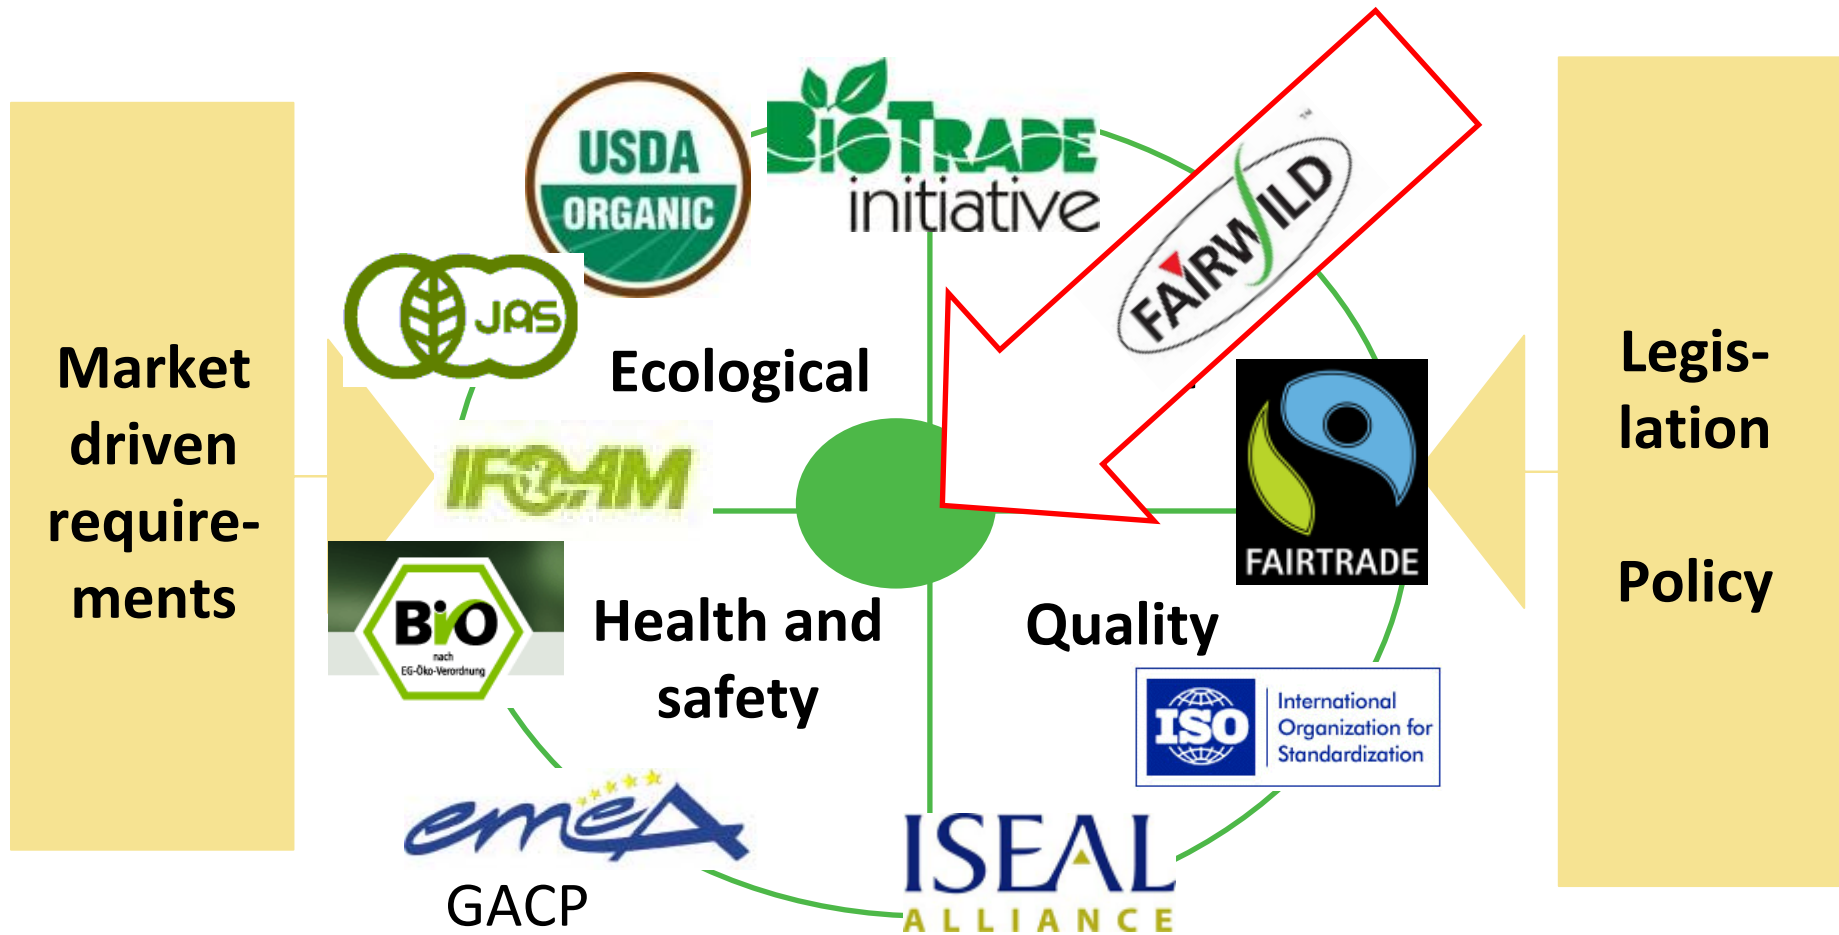 Market
driven
require-
ments
USDA
ORGANIC
BIOTRADE
initiative
™
FAIRWILD
JAS
Ecological
IFOAM
FAIRTRADE
Bio
nach
EG-Öko-Verordnung
Health and
safety
Quality
ISO
International
Organization for
Standardization
emeA
GACP
ISEAL
ALLIANCE
Legis-
lation
Policy